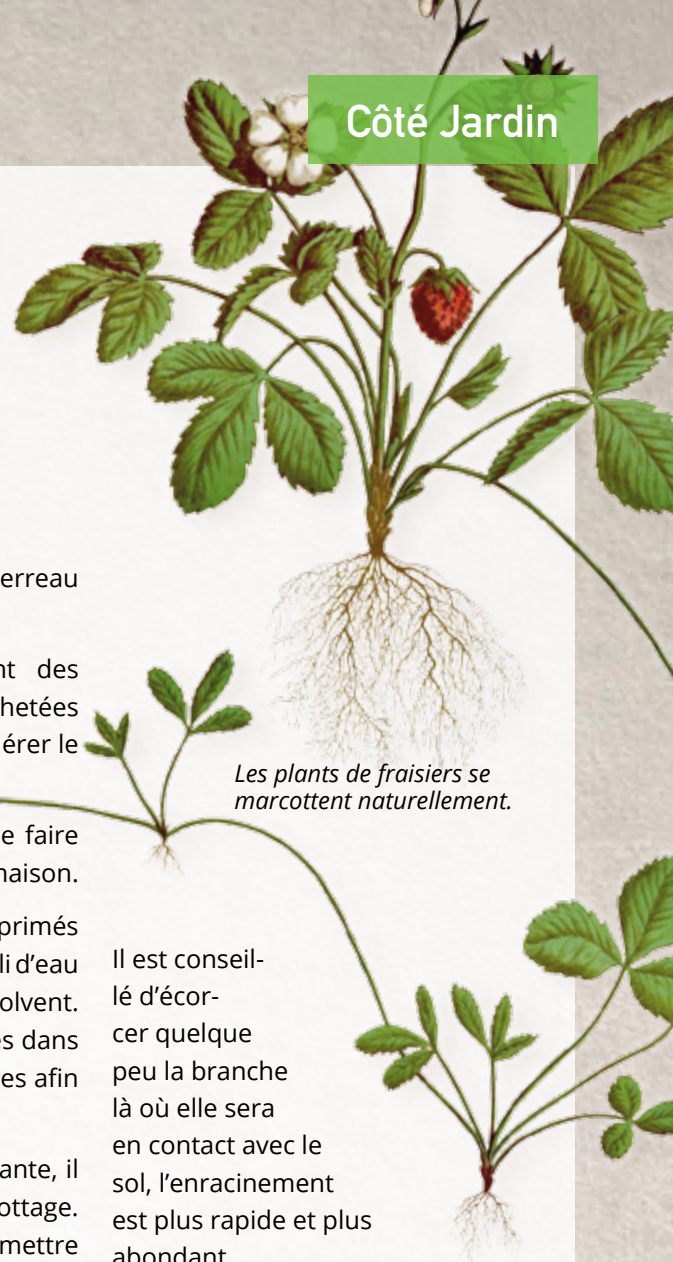 Côté Jardin
erreau
nt des
hetées
érer le
e faire
naison.
primés
li d'eau
olvent.
s dans
es afin
ante, il
ottage.
mettre
Les plants de fraisiers se
marcottent naturellement.
Il est conseil-
lé d'écor-
cer quelque
peu la branche
là où elle sera
en contact avec le
sol, l'enracinement
est plus rapide et plus
abondant